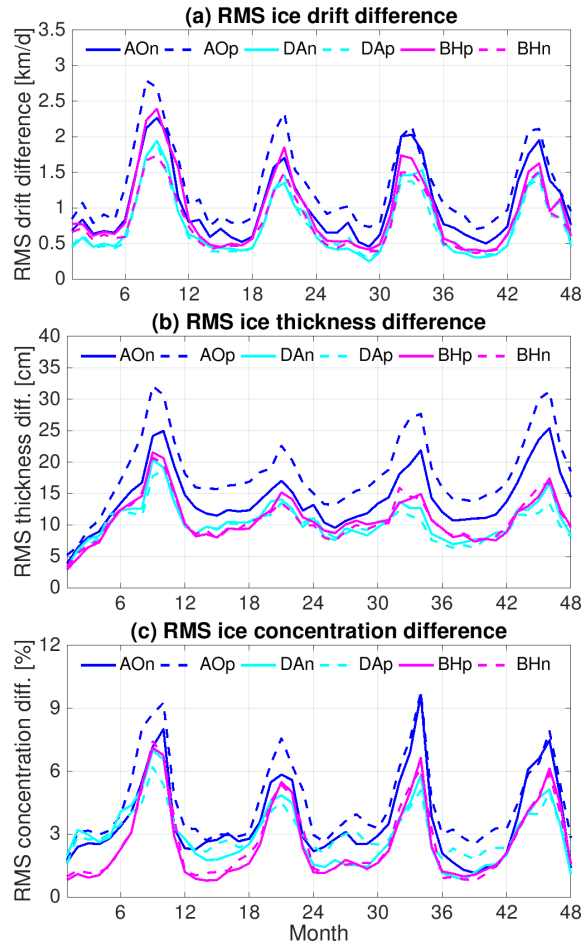 (a) RMS ice drift difference
RMS drift difference [km/d]
3.5
3
2.5
2
1.5
1
0.5
0
AOn AOp DAn DAp BHp BHn
6 12 18 24 30 36 42 48
(b) RMS ice thickness difference
RMS thickness diff. [cm]
40
35
30
25
20
15
10
5
0
AOn AOp DAn DAp BHp BHn
6 12 18 24 30 36 42 48
(c) RMS ice concentration difference
RMS concentration diff. [%]
12
9
6
3
0
AOn AOp DAn DAp BHp BHn
6 12 18 24 30 36 42 48
Month